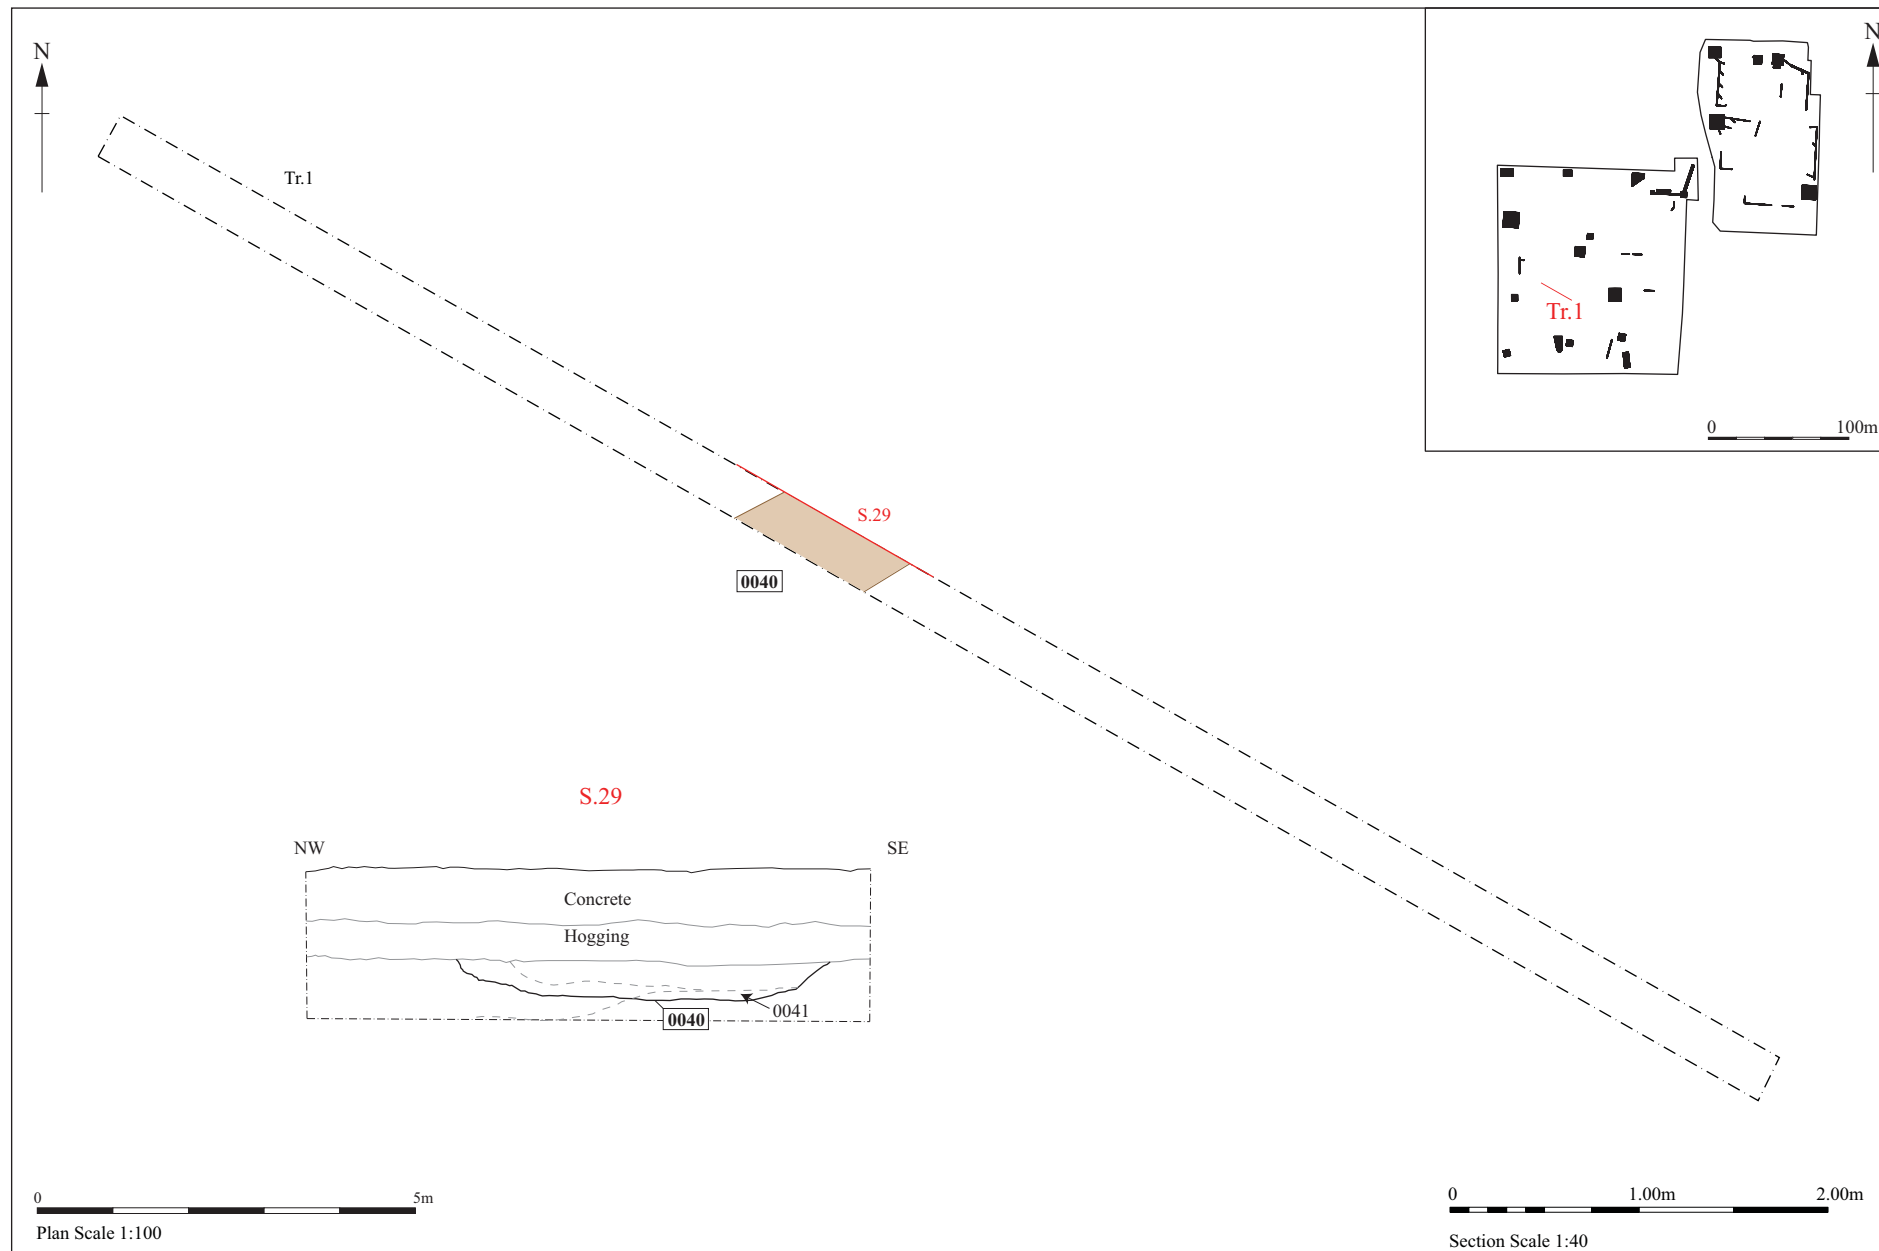 N
N
Tr.1
Tr.1
0 100m
S.29
0040
S.29
NW SE
Concrete
Hogging
0040
0041
0 5m
Plan Scale 1:100
0 1.00m 2.00m
Section Scale 1:40